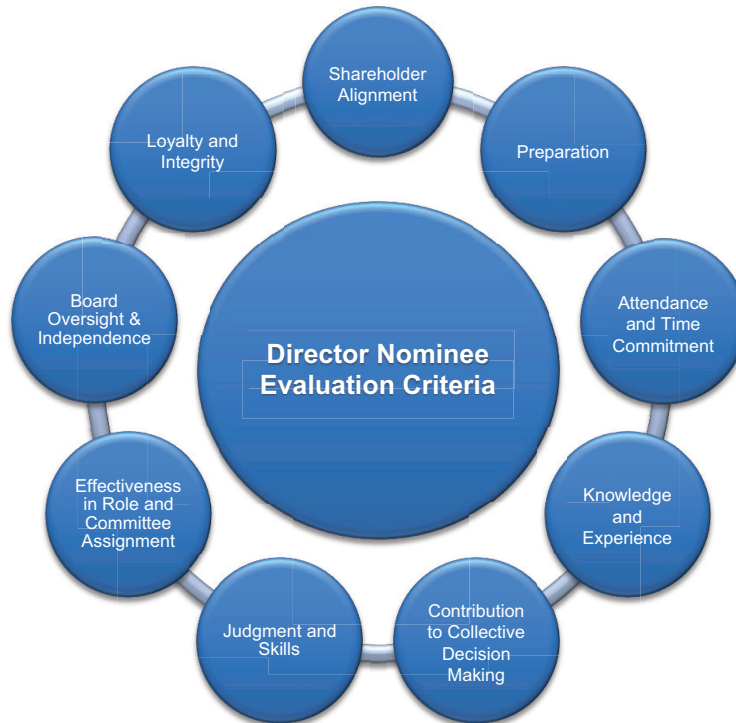 Shareholder
Alignment
Preparation
Attendance
and Time
Commitment
Knowledge
and
Experience
Contribution
to Collective
Decision
Making
Judgment and
Skills
Effectiveness
in Role and
Committee
Assignment
Board
Oversight &
Independence
Loyalty and
Integrity
Director Nominee
Evaluation Criteria